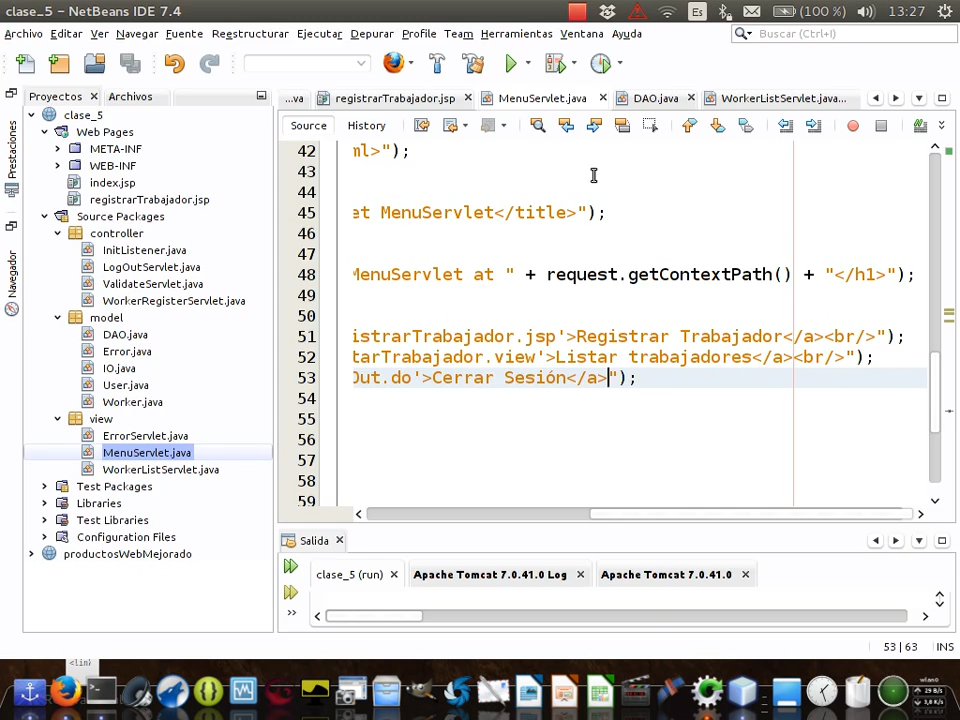 clase_5 - NetBeans IDE 7.4
Es
(100 %)
13:27
Archivo Editar Ver Navegar Fuente Refactorizar Ejecutar Depurar Profile Team Herramientas Ventana Ayuda
Buscar (Ctrl+I)
Proyectos
Archivos
...va
registrarTrabajador.jsp
MenuServlet.java
DAO.java
WorkerListServlet.java...
Prestaciones
Navegador
clase_5
Web Pages
META-INF
WEB-INF
index.jsp
registrarTrabajador.jsp
Source Packages
controller
InitListener.java
LogOutServlet.java
ValidateServlet.java
WorkerRegisterServlet.java
model
DAO.java
Error.java
IO.java
User.java
Worker.java
view
ErrorServlet.java
MenuServlet.java
WorkerListServlet.java
Test Packages
Libraries
Test Libraries
Configuration Files
productosWebMejorado
Source
History
42 ml>");
43
44
45 et MenuServlet</title>");
46
47
48 MenuServlet at " + request.getContextPath() + "</h1>");
49
50
51 istrarTrabajador.jsp'>Registrar Trabajador</a><br/>");
52 tarTrabajador.view'>Listar trabajadores</a><br/>");
53 Out.do'>Cerrar Sesión</a>");
54
55
56
57
58
59
Salida
clase_5 (run)
Apache Tomcat 7.0.41.0 Log
Apache Tomcat 7.0.41.0
53 | 63 INS
<lin>
wlan0